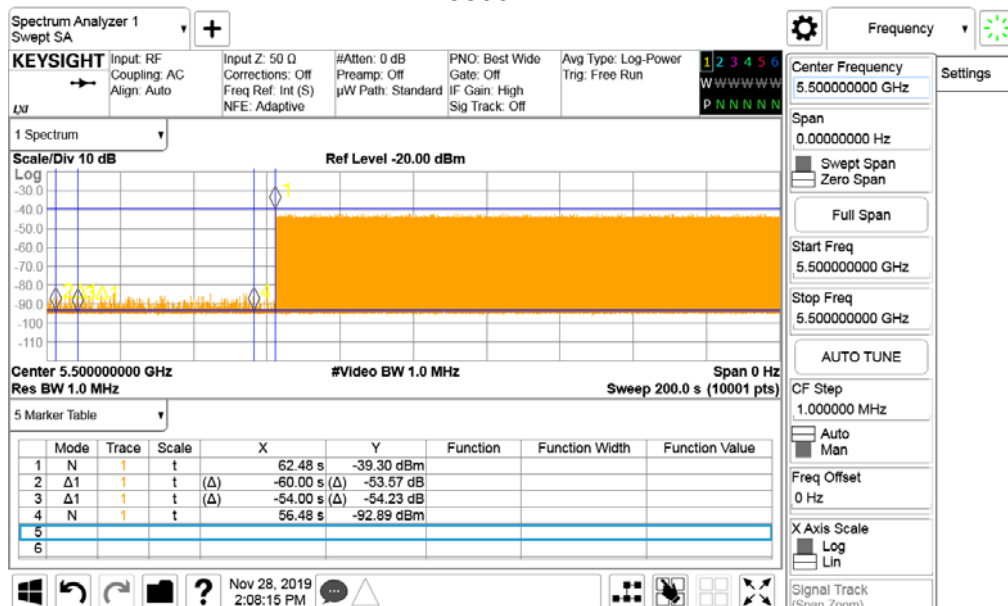 Spectrum Analyzer 1
Swept SA
+
Frequency
KEYSIGHT
LXI
Input: RF
Coupling: AC
Align: Auto
Input Z: 50 Ω
Corrections: Off
Freq Ref: Int (S)
NFE: Adaptive
#Atten: 0 dB
Preamp: Off
µW Path: Standard
PNO: Best Wide
Gate: Off
IF Gain: High
Sig Track: Off
Avg Type: Log-Power
Trig: Free Run
1 2 3 4 5 6
W W W W W W
P N N N N N
Center Frequency
5.500000000 GHz
Settings
Span
0.00000000 Hz
Swept Span
Zero Span
Full Span
Start Freq
5.500000000 GHz
Stop Freq
5.500000000 GHz
AUTO TUNE
CF Step
1.000000 MHz
Auto
Man
Freq Offset
0 Hz
X Axis Scale
Log
Lin
Signal Track
(Span Zoom)
1 Spectrum
Scale/Div 10 dB
Ref Level -20.00 dBm
Log
-30.0
-40.0
-50.0
-60.0
-70.0
-80.0
-90.0
-100
-110
1
4
Center 5.500000000 GHz
#Video BW 1.0 MHz
Span 0 Hz
Res BW 1.0 MHz
Sweep 200.0 s (10001 pts)
5 Marker Table
Mode Trace Scale X Y Function Function Width Function Value
1 N 1 t 62.48 s -39.30 dBm
2 Δ1 1 t (Δ) -60.00 s (Δ) -53.57 dB
3 Δ1 1 t (Δ) -54.00 s (Δ) -54.23 dB
4 N 1 t 56.48 s -92.89 dBm
5
6
?
Nov 28, 2019
2:08:15 PM